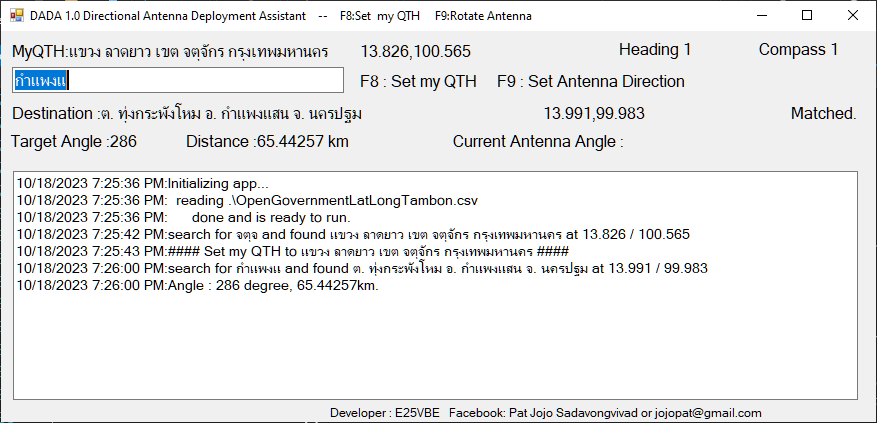 DADA 1.0 Directional Antenna Deployment Assistant -- F8:Set my QTH F9:Rotate Antenna
MyQTH:แขวง ลาดยาว เขต จตุจักร กรุงเทพมหานคร 13.826,100.565 Heading 1 Compass 1
กำแพงแ F8 : Set my QTH F9 : Set Antenna Direction
Destination :ต. ทุ่งกระพังโหม อ. กำแพงแสน จ. นครปฐม 13.991,99.983 Matched.
Target Angle :286 Distance :65.44257 km Current Antenna Angle :
10/18/2023 7:25:36 PM:Initializing app...
10/18/2023 7:25:36 PM: reading .\OpenGovernmentLatLongTambon.csv
10/18/2023 7:25:36 PM: done and is ready to run.
10/18/2023 7:25:42 PM:search for จตุจ and found แขวง ลาดยาว เขต จตุจักร กรุงเทพมหานคร at 13.826 / 100.565
10/18/2023 7:25:43 PM:#### Set my QTH to แขวง ลาดยาว เขต จตุจักร กรุงเทพมหานคร ####
10/18/2023 7:26:00 PM:search for กำแพงแ and found ต. ทุ่งกระพังโหม อ. กำแพงแสน จ. นครปฐม at 13.991 / 99.983
10/18/2023 7:26:00 PM:Angle : 286 degree, 65.44257km.
Developer : E25VBE Facebook: Pat Jojo Sadavongvivad or jojopat@gmail.com